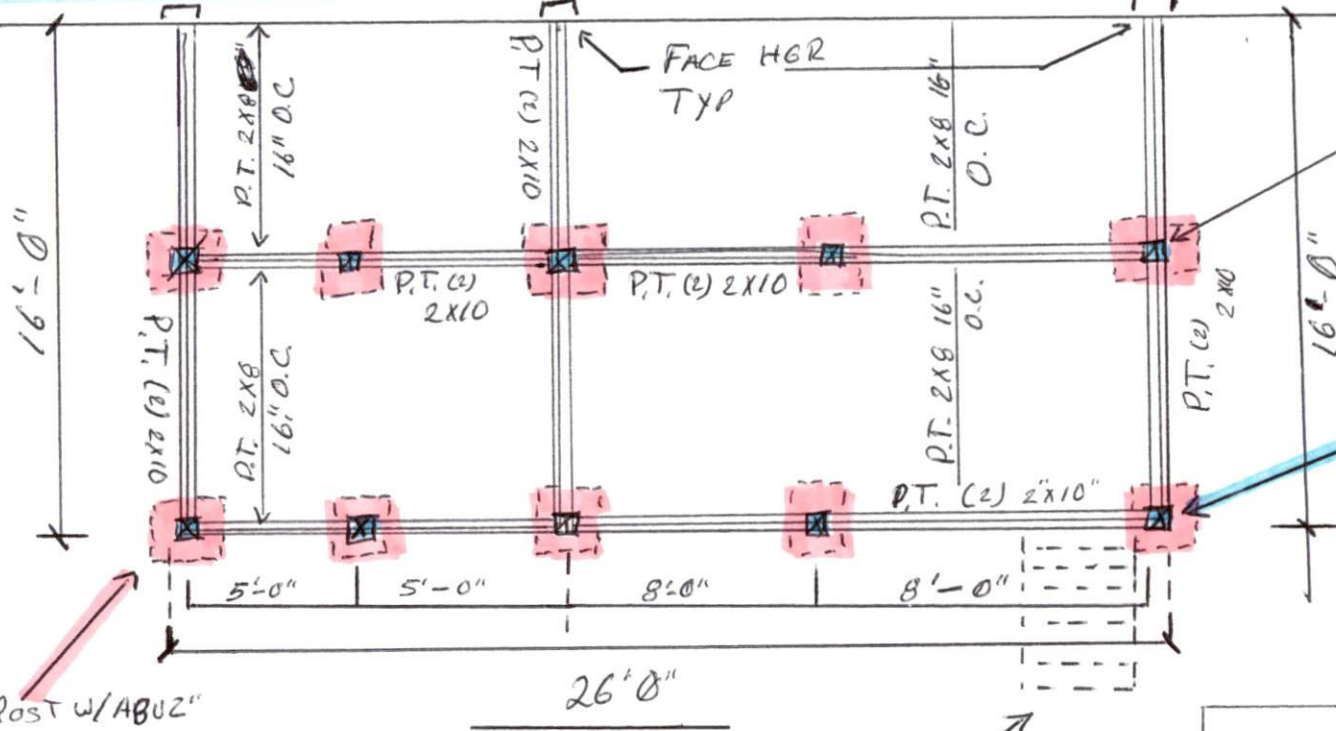 FACE HGR
TYP
P.T. 2X8
16" O.C
P.T (2) 2X10
P.T. 2X8 16"
O.C.
16'-0"
16'-0"
P.T. (2)
2X10
P.T. (2) 2X10
P.T. (2)
2X10
P.T. (2) 2X10
P.T. 2X8
16" O.C.
P.T. 2X8 16"
O.C.
P.T. (2) 2"X10"
5'-0"
5'-0"
8'-0"
8'-0"
26'0"
POST W/ABUZ"